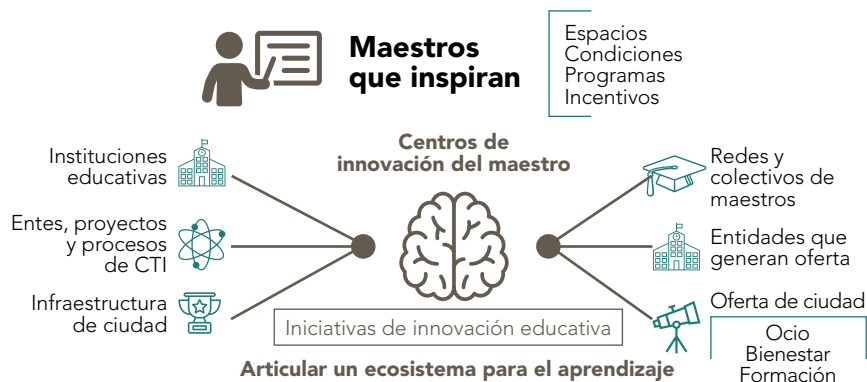 Maestros
que inspiran
Espacios
Condiciones
Programas
Incentivos
Centros de
innovación del maestro
Instituciones
educativas
Entes, proyectos
y procesos
de CTI
Infraestructura
de ciudad
Redes y
colectivos de
maestros
Entidades que
generan oferta
Oferta de ciudad
Ocio
Bienestar
Formación
Iniciativas de innovación educativa
Articular un ecosistema para el aprendizaje